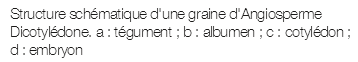 Structure schématique d'une graine d'Angiosperme
Dicotylédone. a : tégument ; b : albumen ; c : cotylédon ;
d : embryon